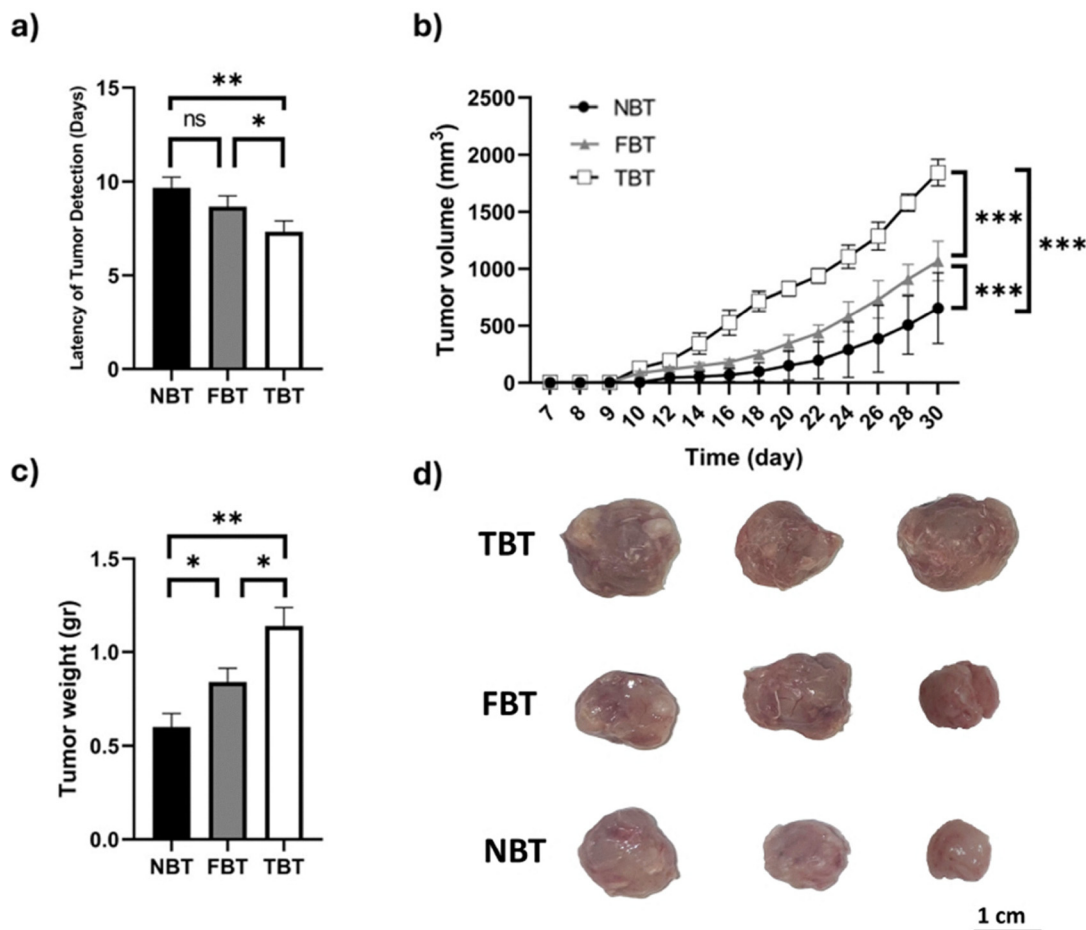 a)
Latency of Tumor Detection (Days)
15
10
5
0
**
ns
*
NBT FBT TBT
b)
Tumor volume (mm³)
2500
2000
1500
1000
500
0
NBT
FBT
TBT
***
***
***
7 8 9 10 12 14 16 18 20 22 24 26 28 30
Time (day)
c)
Tumor weight (gr)
1.5
1.0
0.5
0.0
**
*
*
NBT FBT TBT
d)
TBT
FBT
NBT
1 cm